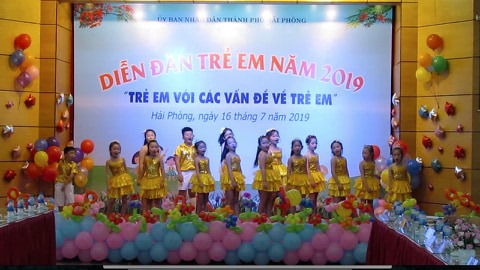 ỦY BAN NHÂN DÂN THÀNH PHỐ HẢI PHÒNG
DIỄN ĐÀN TRẺ EM NĂM 2019
"TRẺ EM VỚI CÁC VẤN ĐỀ VỀ TRẺ EM"
Hải Phòng, ngày 16 tháng 7 năm 2019